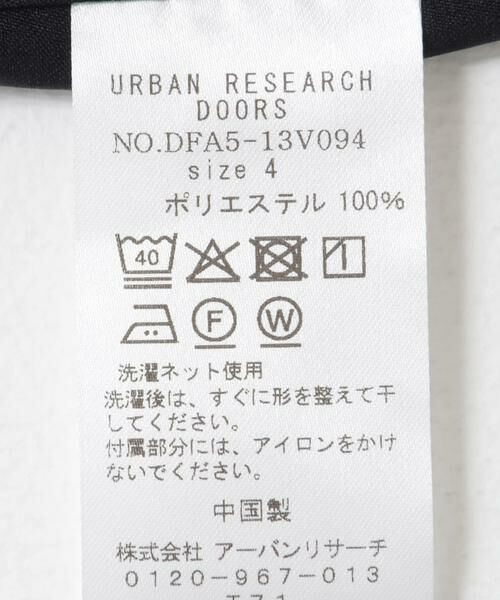 URBAN RESEARCH
DOORS
NO.DFA5-13V094
size 4
ポリエステル 100%
40
F W
洗濯ネット使用
洗濯後は、すぐに形を整えて干
してください。
付属部分には、アイロンをかけ
ないでください。
中国製
株式会社 アーバンリサーチ
0120-967-013